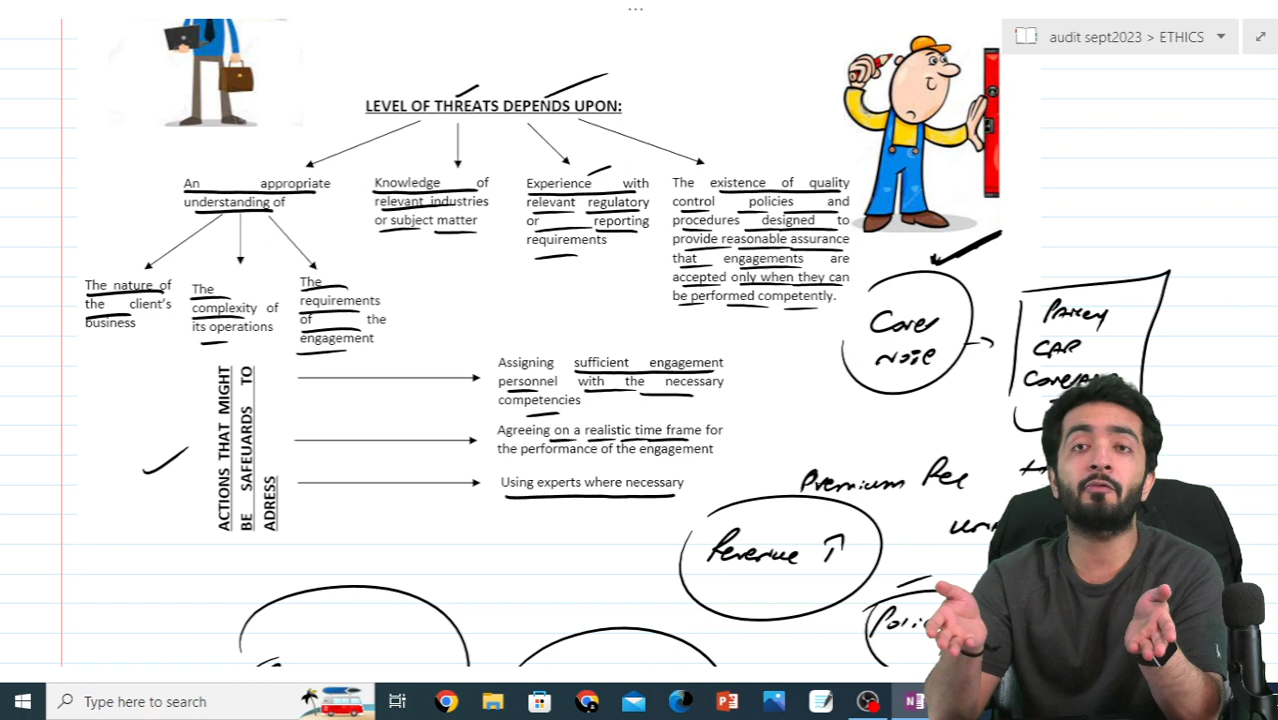 audit sept2023 > ETHICS
LEVEL OF THREATS DEPENDS UPON:
An appropriate
understanding of
Knowledge of
relevant industries
or subject matter
Experience with
relevant regulatory
or reporting
requirements
The existence of quality
control policies and
procedures designed to
provide reasonable assurance
that engagements are
accepted only when they can
be performed competently.
The nature of
the client's
business
The
complexity of
its operations
The
requirements
of the
engagement
ACTIONS THAT MIGHT
BE SAFEUARDS TO
ADRESS
Assigning sufficient engagement
personnel with the necessary
competencies
Agreeing on a realistic time frame for
the performance of the engagement
Using experts where necessary
Cover
Note
CAR
Premium Fee
Revenue ↑
Type here to search